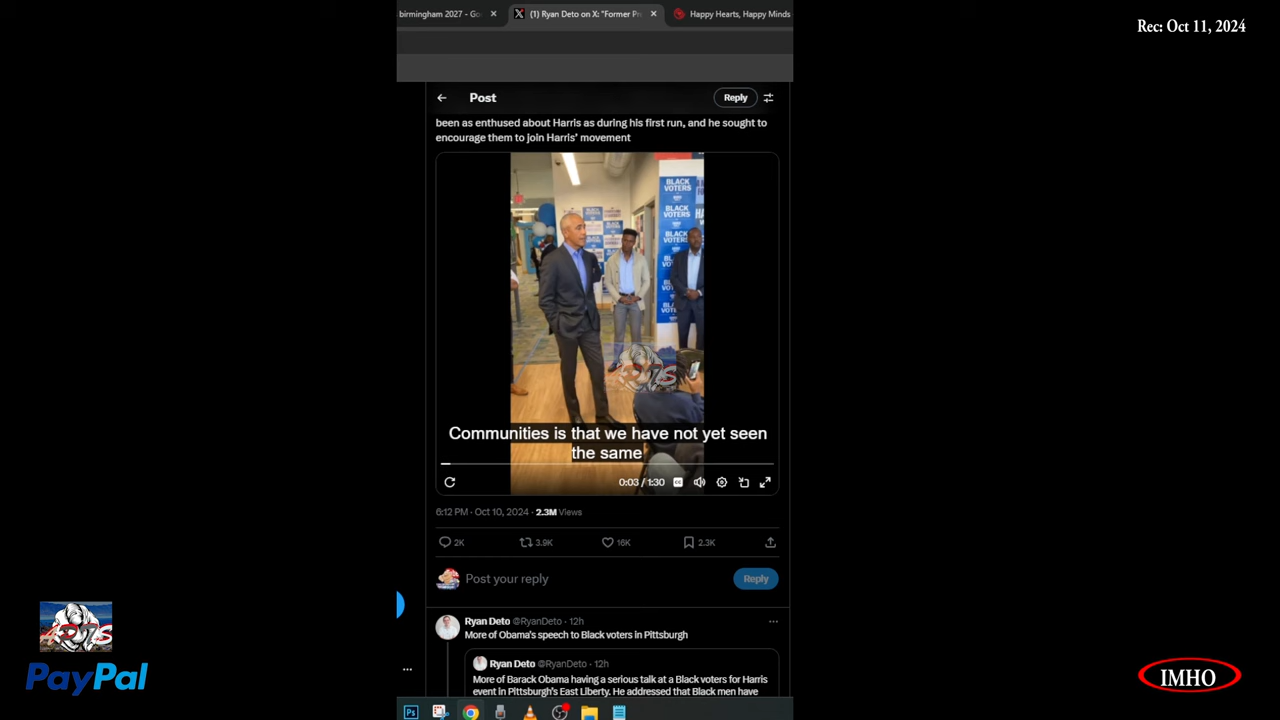 birmingham 2027 - Go
(1) Ryan Deto on X: "Former Pr
Happy Hearts, Happy Minds
Rec: Oct 11, 2024
Post
Reply
been as enthused about Harris as during his first run, and he sought to
encourage them to join Harris' movement
BLACK
VOTERS
BLACK
VOTERS
BLACK
Communities is that we have not yet seen
the same
0:03 / 1:30
6:12 PM · Oct 10, 2024 · 2.3M Views
2K
3.9K
16K
2.3K
Post your reply
Reply
Ryan Deto @RyanDeto · 12h
More of Obama's speech to Black voters in Pittsburgh
Ryan Deto @RyanDeto · 12h
More of Barack Obama having a serious talk at a Black voters for Harris
event in Pittsburgh's East Liberty. He addressed that Black men have
PayPal
IMHO
Ps